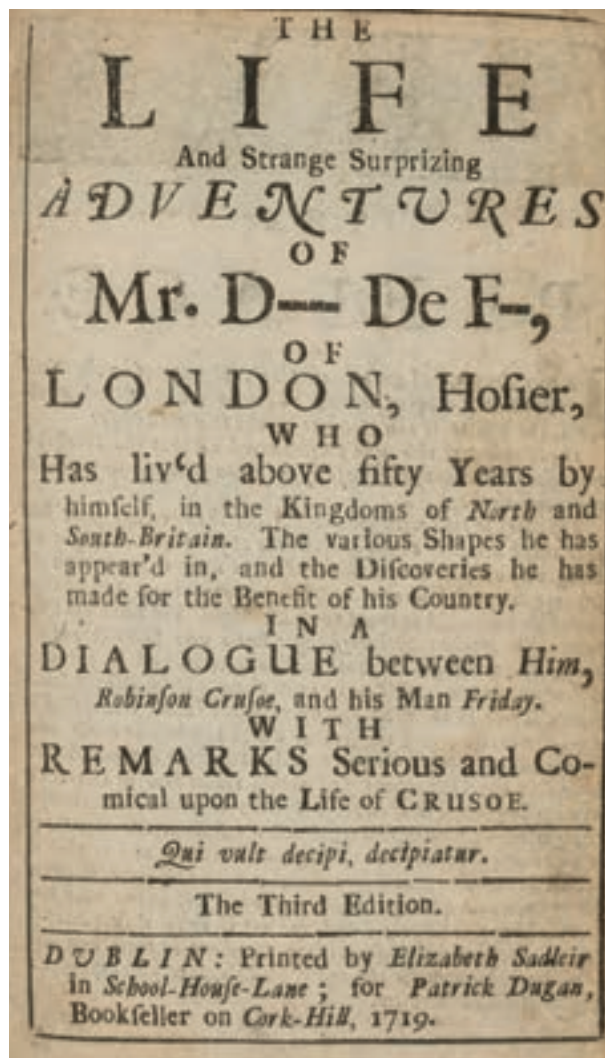 THE
LIFE
And Strange Surprizing
ADVENTURES
OF
Mr. D—— De F—,
OF
LONDON, Hoſier,
WHO
Has liv‘d above fifty Years by
himſelf, in the Kingdoms of North and
South-Britain. The various Shapes he has
appear'd in, and the Diſcoveries he has
made for the Benefit of his Country.
IN A
DIALOGUE between Him,
Robinſon Cruſoe, and his Man Friday.
WITH
REMARKS Serious and Co-
mical upon the Life of CRUSOE.
Qui vult decipi, decipiatur.
The Third Edition.
DUBLIN: Printed by Elizabeth Sadleir
in School-Houſe-Lane; for Patrick Dugan,
Bookſeller on Cork-Hill, 1719.